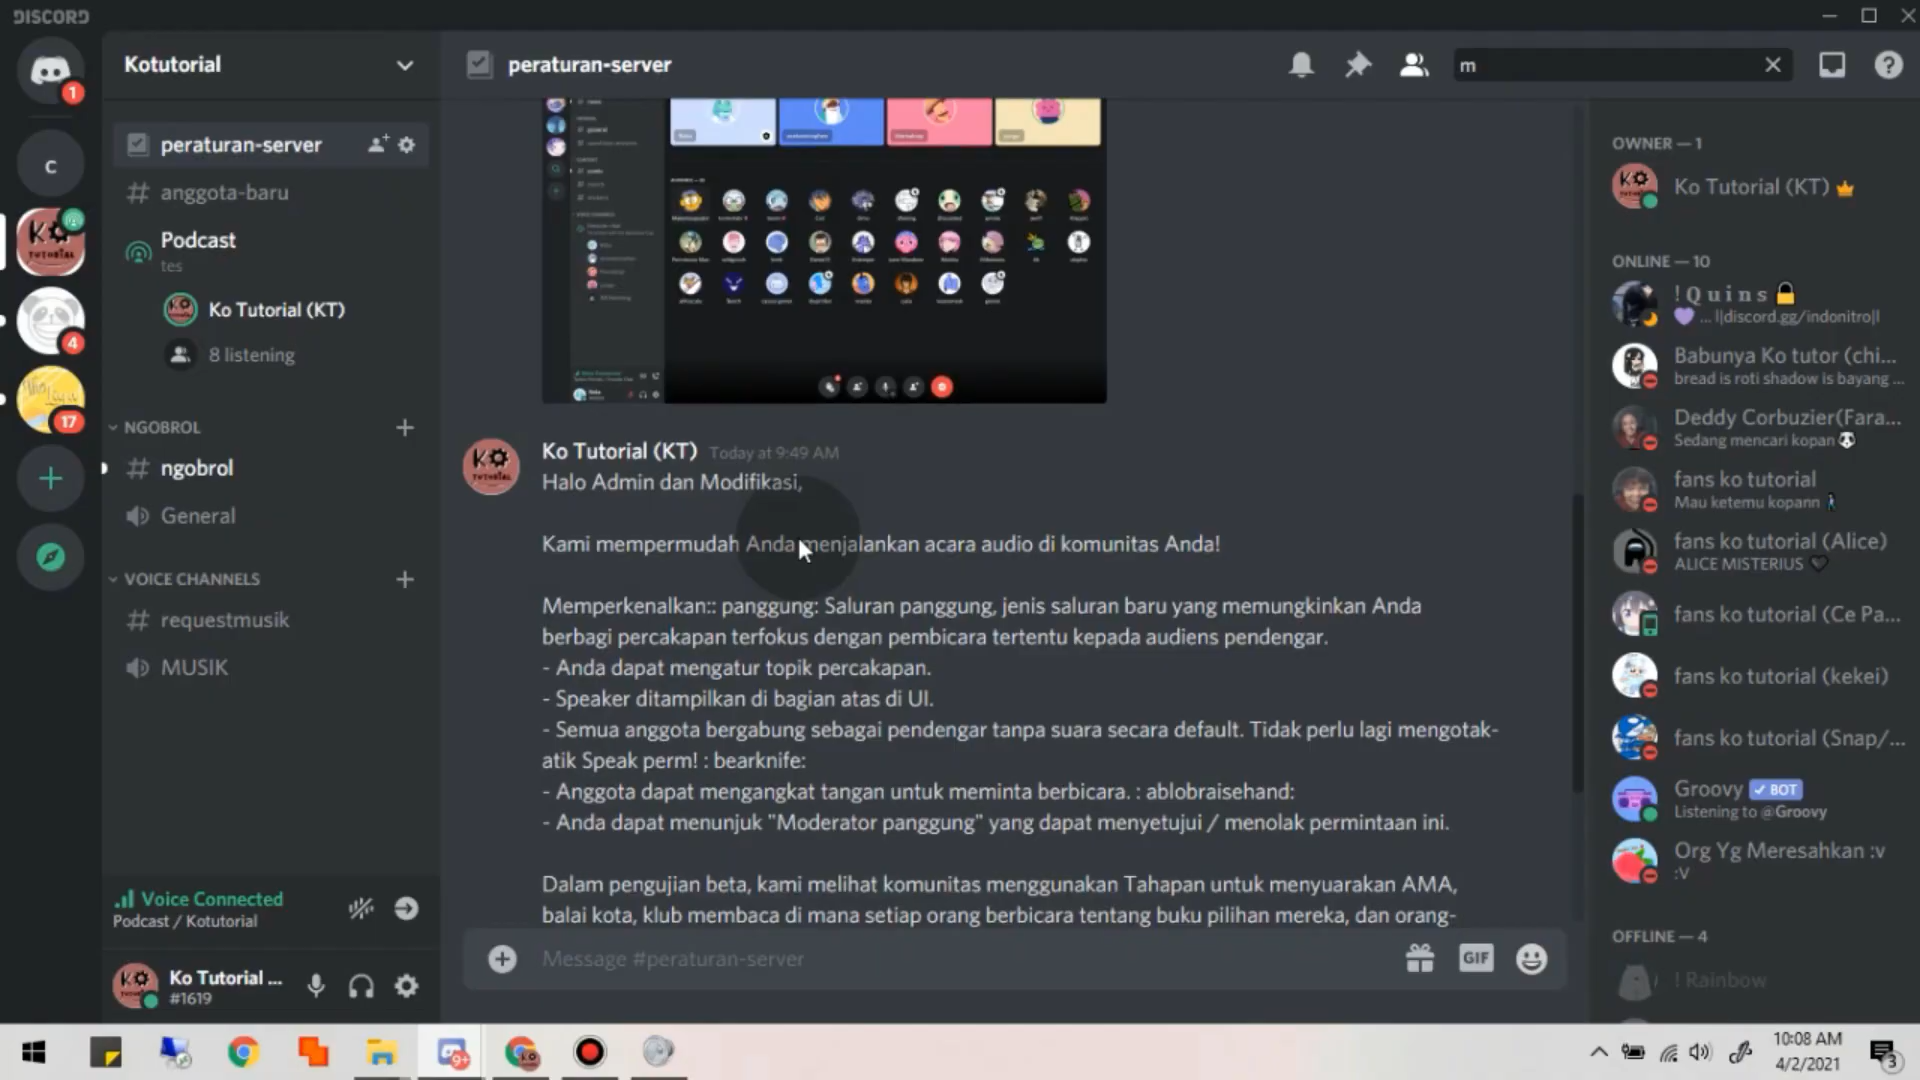 DISCORD
Kotutorial
peraturan-server
m
1
C
peraturan-server
anggota-baru
Podcast
tes
Ko Tutorial (KT)
8 listening
4
17
NGOBROL
ngobrol
General
VOICE CHANNELS
requestmusik
MUSIK
Voice Connected
Podcast / Kotutorial
Ko Tutorial ...
#1619
Ko Tutorial (KT) Today at 9:49 AM
Halo Admin dan Modifikasi,
Kami mempermudah Anda menjalankan acara audio di komunitas Anda!
Memperkenalkan:: panggung: Saluran panggung, jenis saluran baru yang memungkinkan Anda
berbagi percakapan terfokus dengan pembicara tertentu kepada audiens pendengar.
- Anda dapat mengatur topik percakapan.
- Speaker ditampilkan di bagian atas di UI.
- Semua anggota bergabung sebagai pendengar tanpa suara secara default. Tidak perlu lagi mengotak-
atik Speak perm! : bearknife:
- Anggota dapat mengangkat tangan untuk meminta berbicara. : ablobraisehand:
- Anda dapat menunjuk "Moderator panggung" yang dapat menyetujui / menolak permintaan ini.
Dalam pengujian beta, kami melihat komunitas menggunakan Tahapan untuk menyuarakan AMA,
balai kota, klub membaca di mana setiap orang berbicara tentang buku pilihan mereka, dan orang-
Message #peraturan-server
GIF
OWNER — 1
Ko Tutorial (KT)
ONLINE — 10
! Q u i n s
... l|discord.gg/indonitro|l
Babunya Ko tutor (chi...
bread is roti shadow is bayang ...
Deddy Corbuzier(Fara...
Sedang mencari kopan
fans ko tutorial
Mau ketemu kopann
fans ko tutorial (Alice)
ALICE MISTERIUS
fans ko tutorial (Ce Pa...
fans ko tutorial (kekei)
fans ko tutorial (Snap/...
Groovy BOT
Listening to @Groovy
Org Yg Meresahkan :v
:V
OFFLINE — 4
! Rainbow
9+
10:08 AM
4/2/2021
3